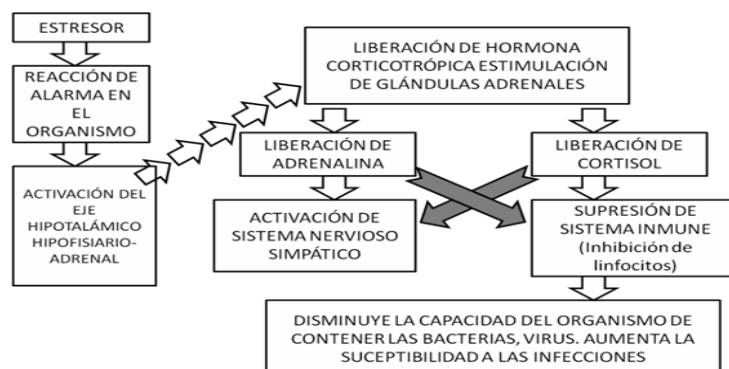 ESTRESOR
REACCIÓN DE
ALARMA EN
EL
ORGANISMO
ACTIVACIÓN DEL
EJE
HIPOTALÁMICO
HIPOFISIARIO-
ADRENAL
LIBERACIÓN DE HORMONA
CORTICOTRÓPICA ESTIMULACIÓN
DE GLÁNDULAS ADRENALES
LIBERACIÓN DE
ADRENALINA
LIBERACIÓN DE
CORTISOL
ACTIVACIÓN DE
SISTEMA NERVIOSO
SIMPÁTICO
SUPRESIÓN DE
SISTEMA INMUNE
(Inhibición de
linfocitos)
DISMINUYE LA CAPACIDAD DEL ORGANISMO DE
CONTENER LAS BACTERIAS, VIRUS. AUMENTA LA
SUCEPTIBILIDAD A LAS INFECCIONES